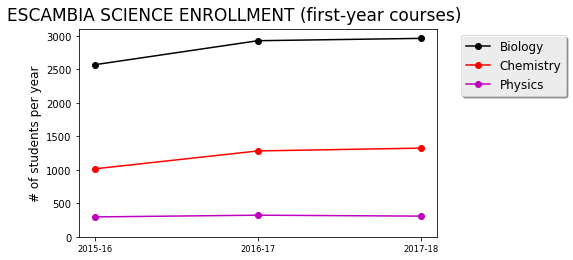 ESCAMBIA SCIENCE ENROLLMENT (first-year courses)
# of students per year
3000
2500
2000
1500
1000
500
0
2015-16
2016-17
2017-18
Biology
Chemistry
Physics